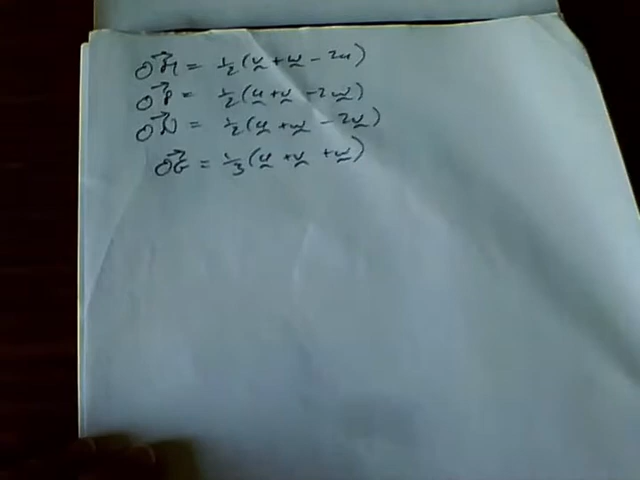 OM⃗ = ½(v + w − 2u)
OP⃗ = ½(u + v − 2w)
ON⃗ = ½(u + w − 2v)
OG⃗ = ⅓(u + v + w)